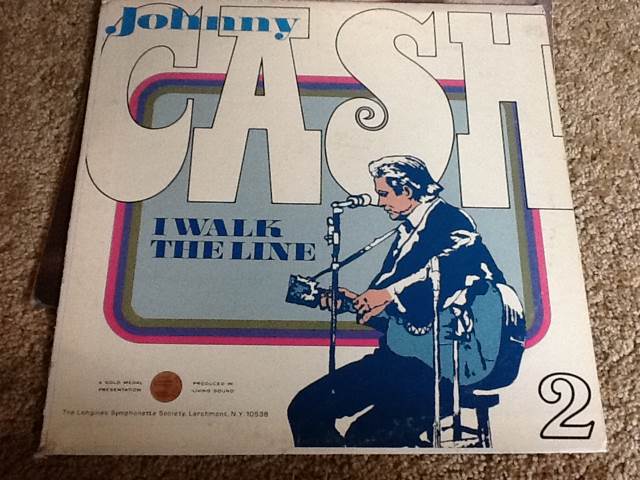 Johnny
CASH
I WALK
THE LINE
A GOLD MEDAL
PRESENTATION
PRODUCED IN
LIVING SOUND
The Longines Symphonette Society, Larchmont, N.Y. 10538
2